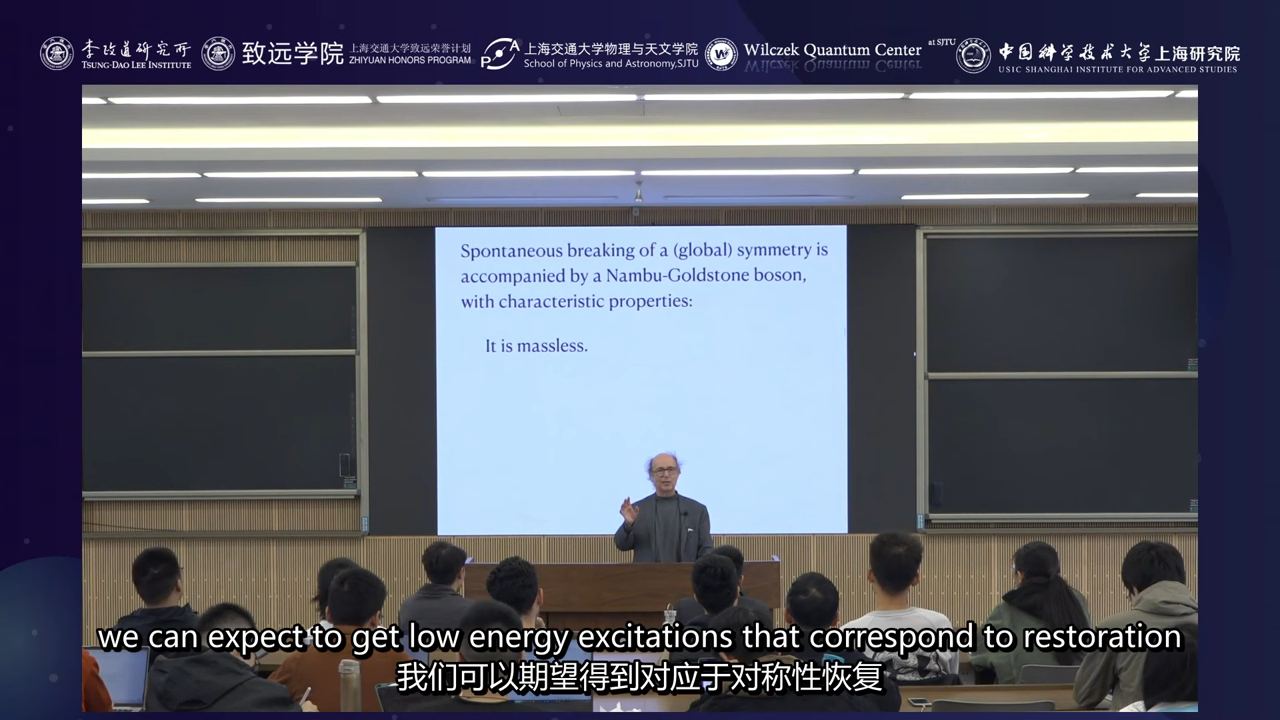 李政道研究所
TSUNG-DAO LEE INSTITUTE
致远学院
上海交通大学致远荣誉计划
ZHIYUAN HONORS PROGRAM
上海交通大学物理与天文学院
School of Physics and Astronomy,SJTU
Wilczek Quantum Center
at SJTU
中国科学技术大学上海研究院
USTC SHANGHAI INSTITUTE FOR ADVANCED STUDIES
Spontaneous breaking of a (global) symmetry is
accompanied by a Nambu-Goldstone boson,
with characteristic properties:
It is massless.
we can expect to get low energy excitations that correspond to restoration
我们可以期望得到对应于对称性恢复